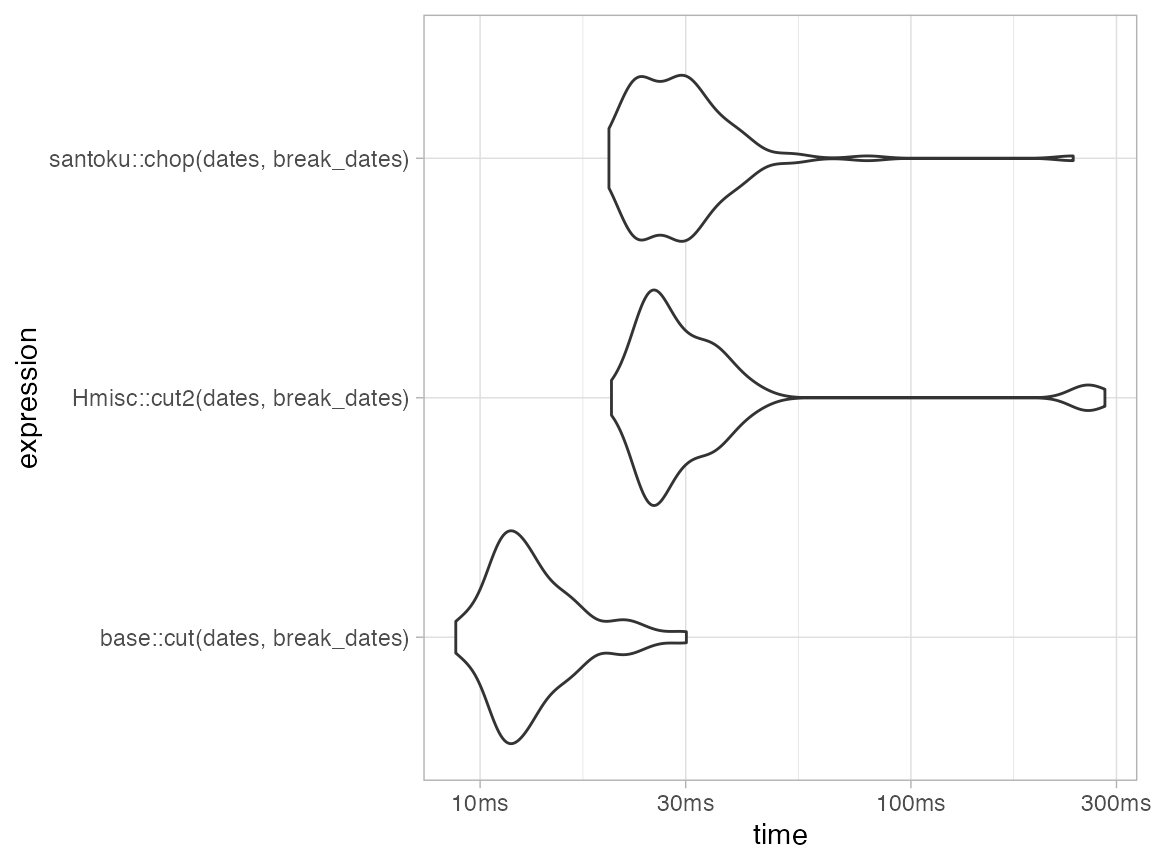 santoku::chop(dates, break_dates)
Hmisc::cut2(dates, break_dates)
base::cut(dates, break_dates)
expression
10ms
30ms
100ms
300ms
time